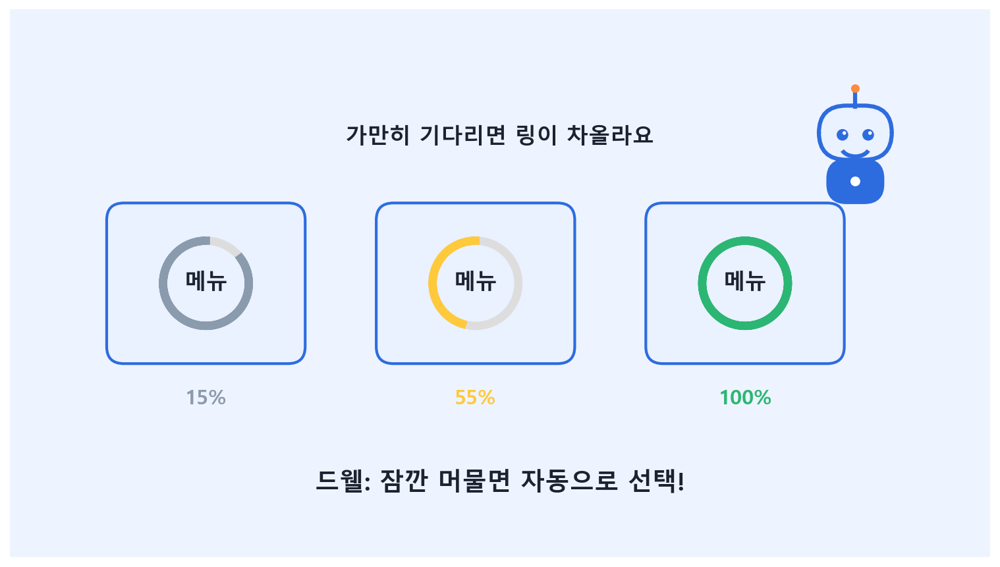 가만히 기다리면 링이 차올라요
메뉴
메뉴
메뉴
15%
55%
100%
드웰: 잠깐 머물면 자동으로 선택!